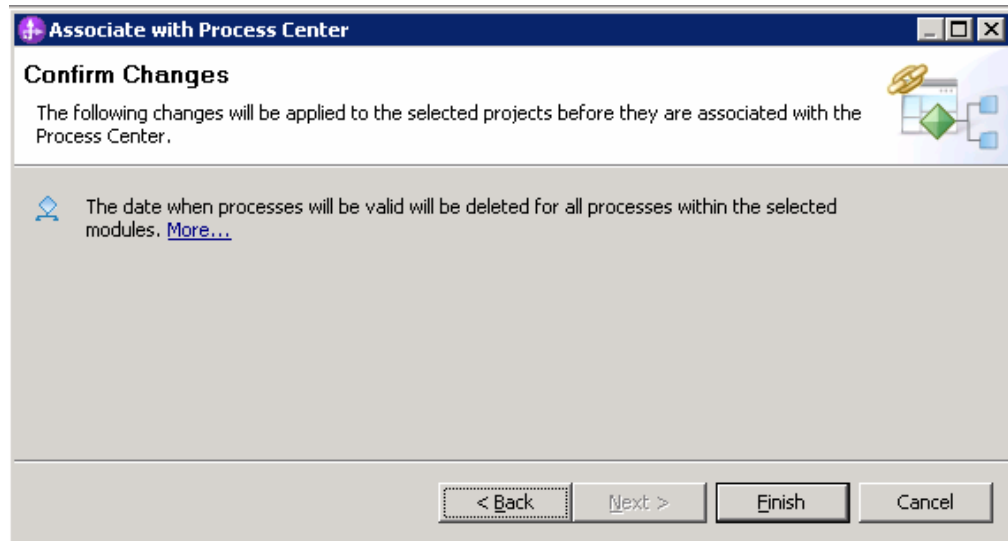 Associate with Process Center
Confirm Changes
The following changes will be applied to the selected projects before they are associated with the
Process Center.
The date when processes will be valid will be deleted for all processes within the selected
modules. More...
< Back
Next >
Finish
Cancel